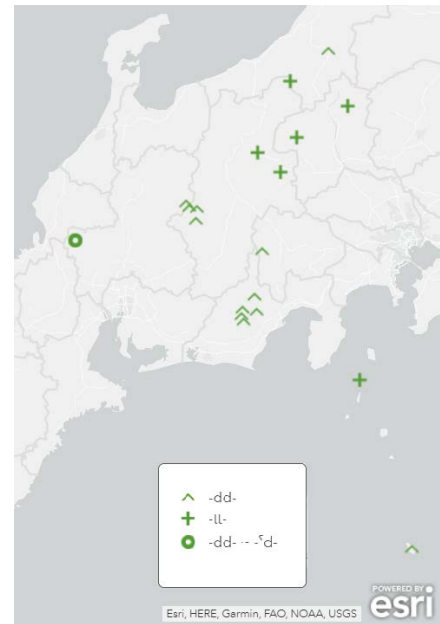 -dd-
-ll-
-dd- -- -ˤd-
Esri, HERE, Garmin, FAO, NOAA, USGS
POWERED BY
esri